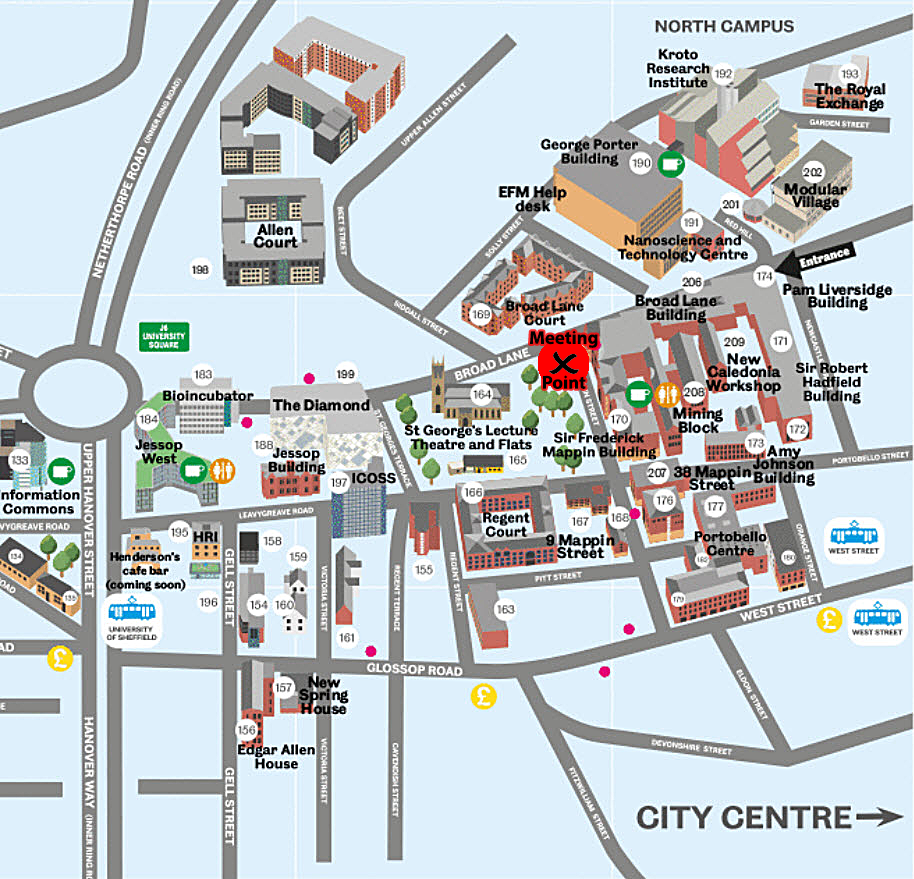 NORTH CAMPUS
Kroto
Research
Institute
192
193
The Royal
Exchange
GARDEN STREET
NETHERTHORPE ROAD (INNER RING ROAD)
UPPER ALLEN STREET
George Porter
Building
190
202
Modular
Village
EFM Help
desk
201
RED HILL
191
Allen
Court
BEET STREET
SOLLY STREET
Nanoscience and
Technology Centre
Entrance
198
174
206
Pam Liversidge
Building
169
Broad Lane
Court
Broad Lane
Building
SIDDALL STREET
J6
UNIVERSITY
SQUARE
Meeting
X
Point
209
171
NEWCASTLE
BROAD LANE
New
Caledonia
Workshop
Sir Robert
Hadfield
Building
183
199
Bioincubator
The Diamond
164
208
184
ST GEORGES TERRACE
170
Mining
Block
172
Jessop
West
188
Jessop
Building
St George's Lecture
Theatre and Flats
Sir Frederick
Mappin Building
173
Amy
Johnson
Building
PORTOBELLO STREET
133
Information
Commons
UPPER HANOVER STREET
197
ICOSS
165
207
38 Mappin
Street
166
176
177
LEAVYGREAVE ROAD
Regent
Court
167
168
195
HRI
158
9 Mappin
Street
Portobello
Centre
ORANGE STREET
WEST STREET
134
135
Henderson's
cafe bar
(coming soon)
GELL STREET
159
VICTORIA STREET
REGENT TERRACE
155
REGENT STREET
PITT STREET
180
196
154
160
163
179
WEST STREET
UNIVERSITY
OF SHEFFIELD
161
£
WEST STREET
£
GLOSSOP ROAD
£
157
New
Spring
House
ELDON STREET
156
Edgar Allen
House
HANOVER WAY (INNER RING R
GELL STREET
VICTORIA STREET
CAVENDISH STREET
DEVONSHIRE STREET
FITZWILLIAM STREET
CITY CENTRE